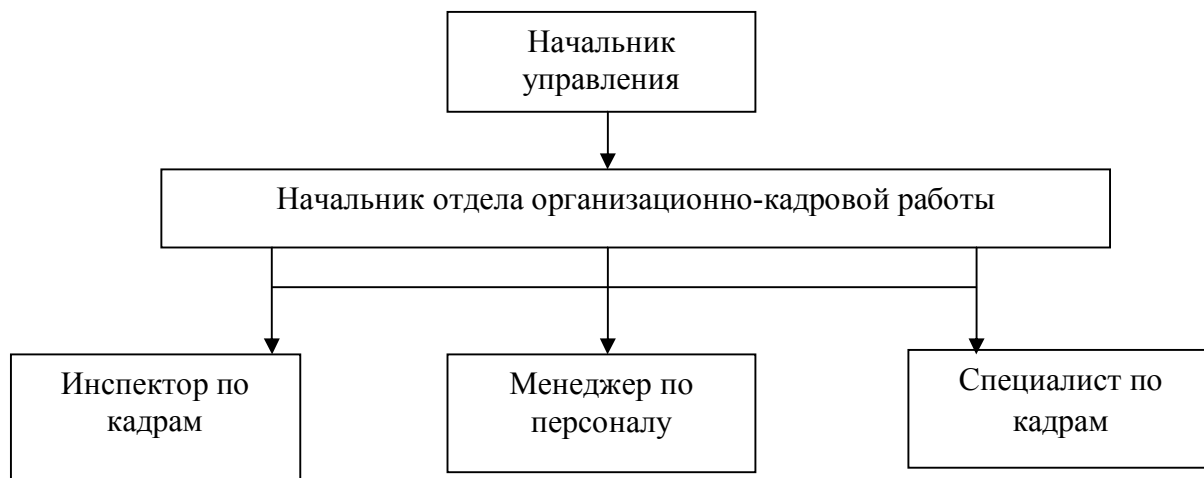 Начальник
управления
Начальник отдела организационно-кадровой работы
Инспектор по
кадрам
Менеджер по
персоналу
Специалист по
кадрам